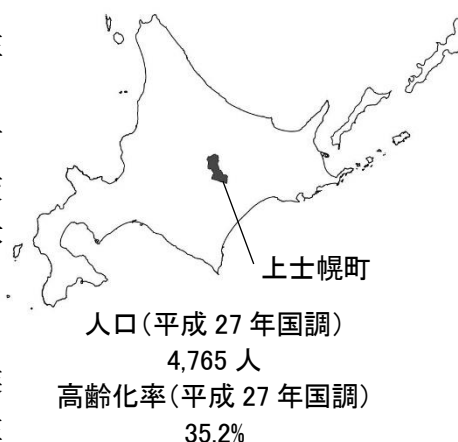 上士幌町
人口（平成 27 年国調）
4,765 人
高齢化率（平成 27 年国調）
35.2%